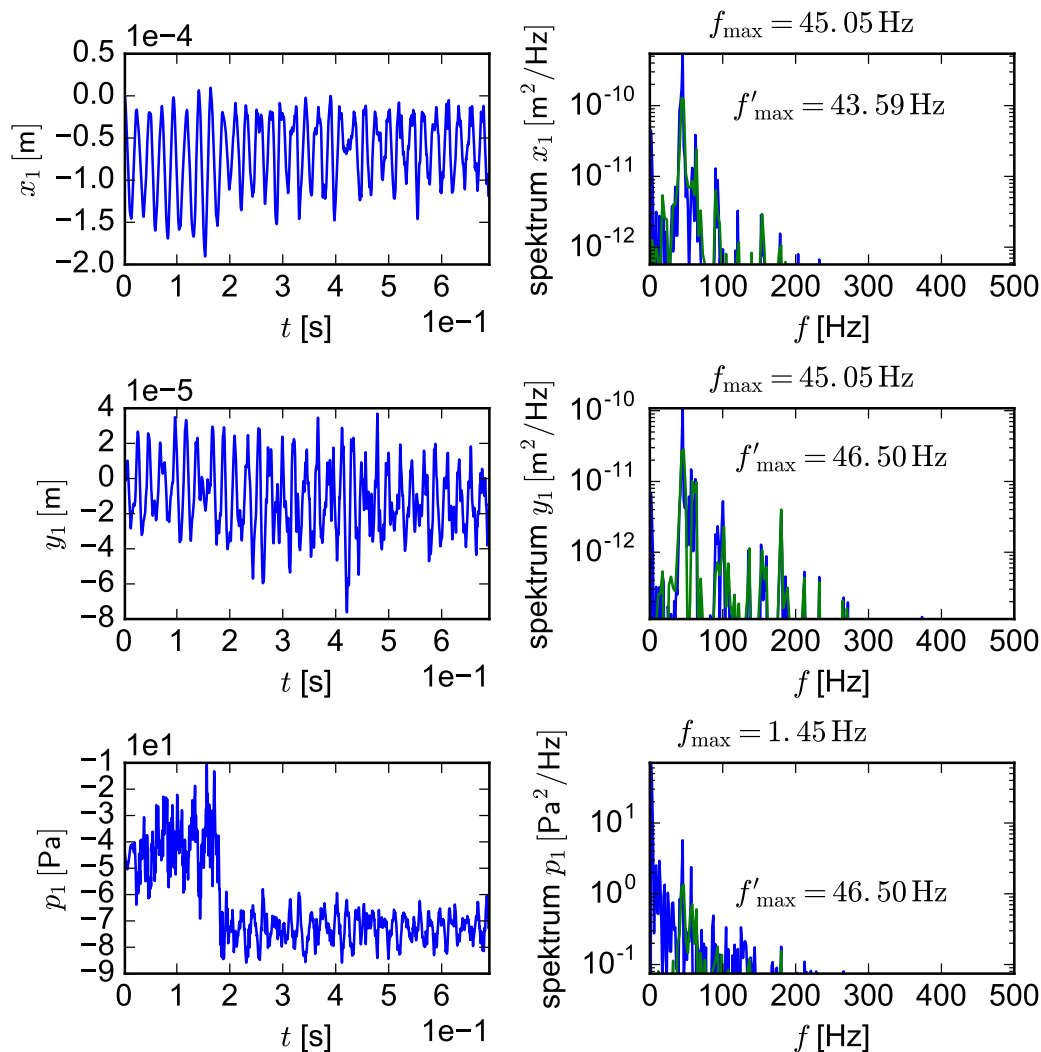 1e−4
0.5
0.0
−0.5
−1.0
−1.5
−2.0
x₁ [m]
0 1 2 3 4 5 6
t [s]
1e−1
f_max = 45.05 Hz
f′_max = 43.59 Hz
10⁻¹⁰
10⁻¹¹
10⁻¹²
spektrum x₁ [m²/Hz]
0 100 200 300 400 500
f [Hz]
1e−5
4
2
0
−2
−4
−6
−8
y₁ [m]
0 1 2 3 4 5 6
t [s]
1e−1
f_max = 45.05 Hz
f′_max = 46.50 Hz
10⁻¹⁰
10⁻¹¹
10⁻¹²
spektrum y₁ [m²/Hz]
0 100 200 300 400 500
f [Hz]
1e1
−1
−2
−3
−4
−5
−6
−7
−8
−9
p₁ [Pa]
0 1 2 3 4 5 6
t [s]
1e−1
f_max = 1.45 Hz
f′_max = 46.50 Hz
10¹
10⁰
10⁻¹
spektrum p₁ [Pa²/Hz]
0 100 200 300 400 500
f [Hz]